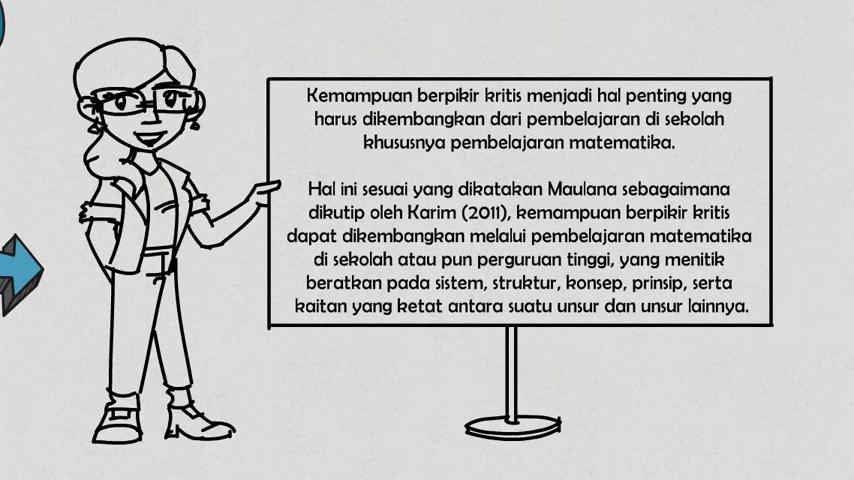 Kemampuan berpikir kritis menjadi hal penting yang
harus dikembangkan dari pembelajaran di sekolah
khususnya pembelajaran matematika.
Hal ini sesuai yang dikatakan Maulana sebagaimana
dikutip oleh Karim (2011), kemampuan berpikir kritis
dapat dikembangkan melalui pembelajaran matematika
di sekolah atau pun perguruan tinggi, yang menitik
beratkan pada sistem, struktur, konsep, prinsip, serta
kaitan yang ketat antara suatu unsur dan unsur lainnya.